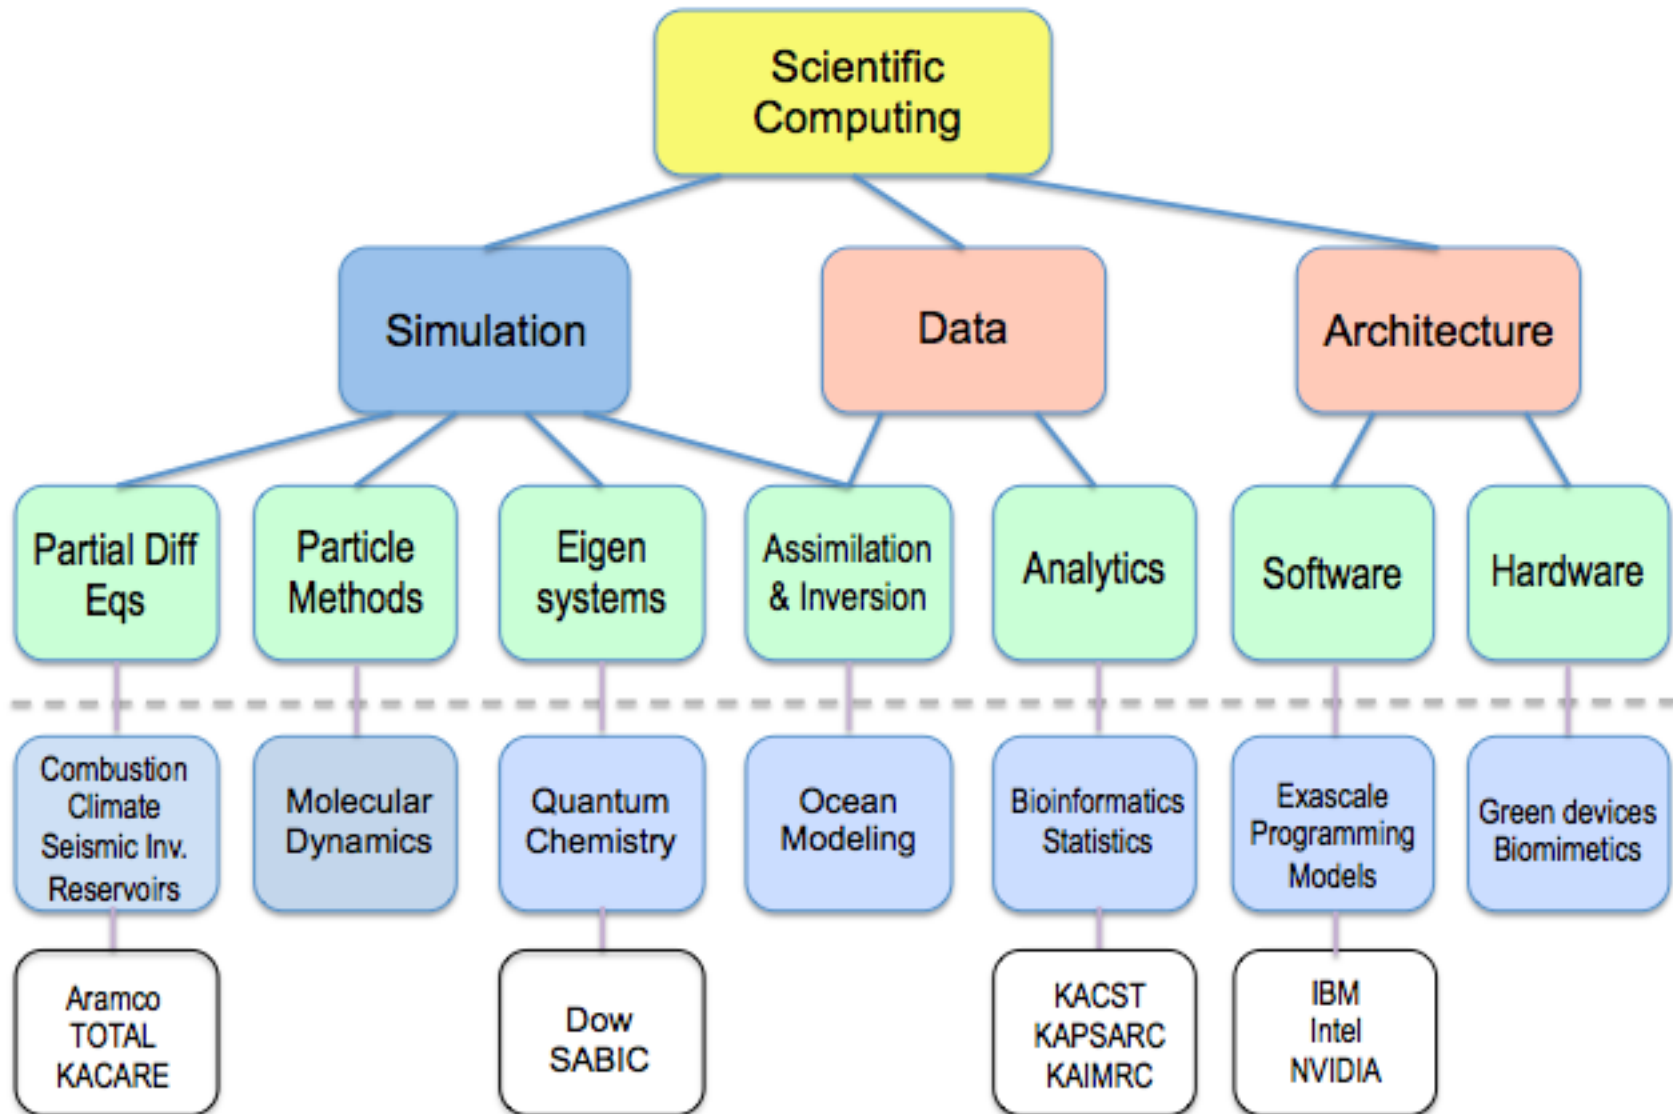 Scientific
Computing
Simulation
Data
Architecture
Partial Diff
Eqs
Particle
Methods
Eigen
systems
Assimilation
& Inversion
Analytics
Software
Hardware
Combustion
Climate
Seismic Inv.
Reservoirs
Molecular
Dynamics
Quantum
Chemistry
Ocean
Modeling
Bioinformatics
Statistics
Exascale
Programming
Models
Green devices
Biomimetics
Aramco
TOTAL
KACARE
Dow
SABIC
KACST
KAPSARC
KAIMRC
IBM
Intel
NVIDIA